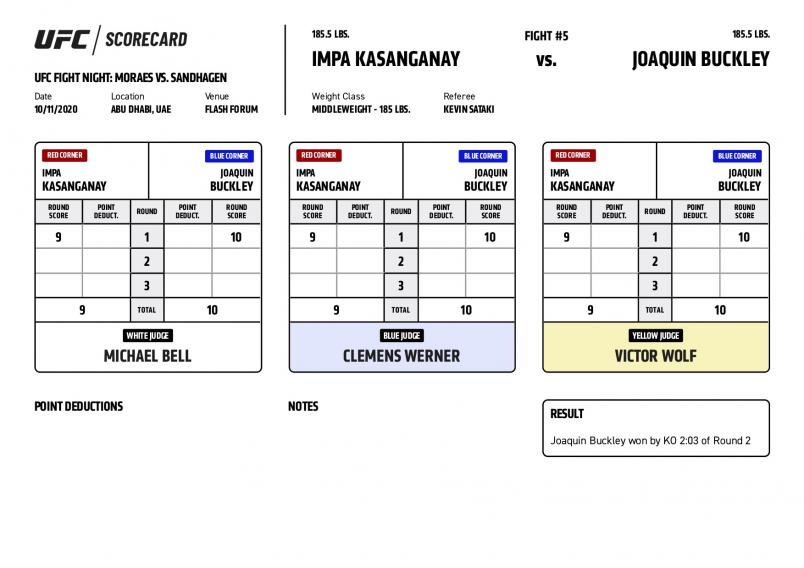 UFC / SCORECARD
UFC FIGHT NIGHT: MORAES VS. SANDHAGEN
Date Location Venue
10/11/2020 ABU DHABI, UAE FLASH FORUM
185.5 LBS. FIGHT #5 185.5 LBS.
IMPA KASANGANAY VS. JOAQUIN BUCKLEY
Weight Class Referee
MIDDLEWEIGHT - 185 LBS. KEVIN SATAKI
RED CORNER BLUE CORNER
IMPA JOAQUIN
KASANGANAY BUCKLEY
ROUND SCORE POINT DEDUCT. ROUND POINT DEDUCT. ROUND SCORE
9 1 10
2
3
9 TOTAL 10
WHITE JUDGE
MICHAEL BELL
RED CORNER BLUE CORNER
IMPA JOAQUIN
KASANGANAY BUCKLEY
ROUND SCORE POINT DEDUCT. ROUND POINT DEDUCT. ROUND SCORE
9 1 10
2
3
9 TOTAL 10
BLUE JUDGE
CLEMENS WERNER
RED CORNER BLUE CORNER
IMPA JOAQUIN
KASANGANAY BUCKLEY
ROUND SCORE POINT DEDUCT. ROUND POINT DEDUCT. ROUND SCORE
9 1 10
2
3
9 TOTAL 10
YELLOW JUDGE
VICTOR WOLF
POINT DEDUCTIONS
NOTES
RESULT
Joaquin Buckley won by KO 2:03 of Round 2